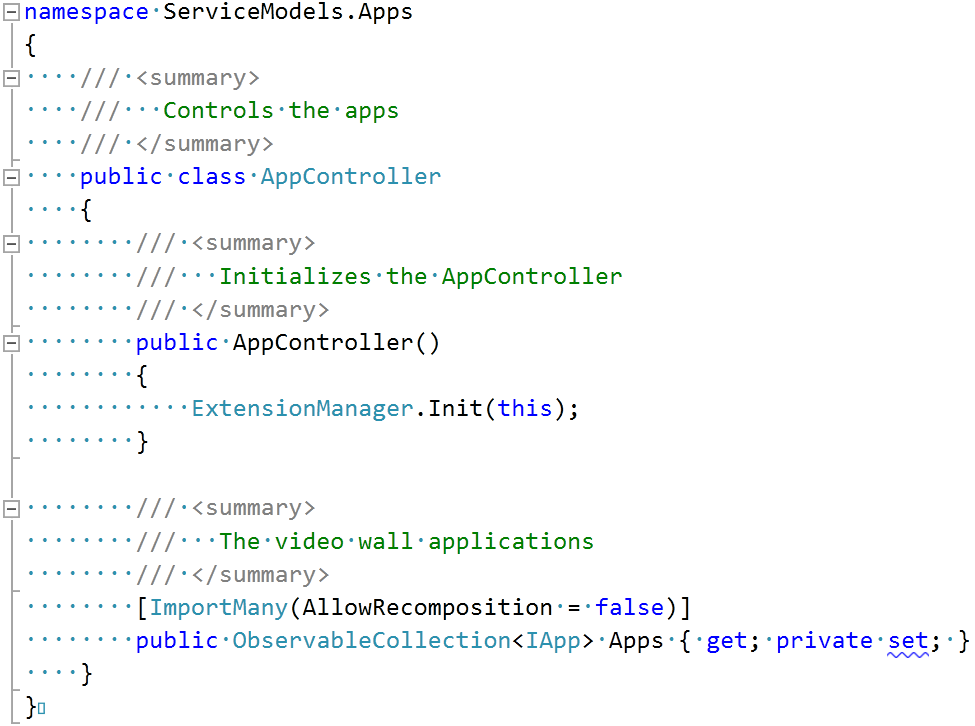 namespace ServiceModels.Apps
{
    /// <summary>
    ///   Controls the apps
    /// </summary>
    public class AppController
    {
        /// <summary>
        ///   Initializes the AppController
        /// </summary>
        public AppController()
        {
            ExtensionManager.Init(this);
        }

        /// <summary>
        ///   The video wall applications
        /// </summary>
        [ImportMany(AllowRecomposition = false)]
        public ObservableCollection<IApp> Apps { get; private set; }
    }
}